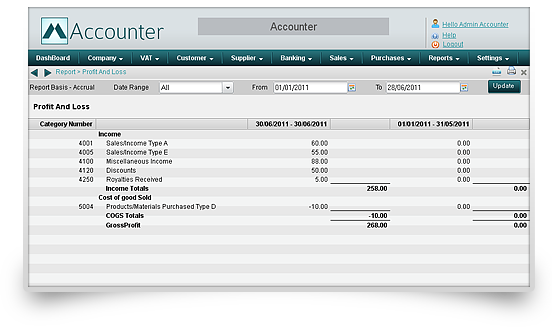 Accounter
Accounter
Hello Admin Accounter
Help
Logout
DashBoard Company VAT Customer Supplier Banking Sales Purchases Reports Settings
Report > Profit And Loss
Report Basis - Accrual Date Range All From 01/01/2011 To 28/06/2011 Update
Profit And Loss
Category Number 30/06/2011 - 30/06/2011 01/01/2011 - 31/05/2011
Income
4001 Sales/Income Type A 60.00 0.00
4005 Sales/Income Type E 55.00 0.00
4100 Miscellaneous Income 88.00 0.00
4120 Discounts 50.00 0.00
4250 Royalties Received 5.00 0.00
Income Totals 258.00 0.00
Cost of good Sold
5004 Products/Materials Purchased Type D -10.00 0.00
COGS Totals -10.00 0.00
GrossProfit 268.00 0.00